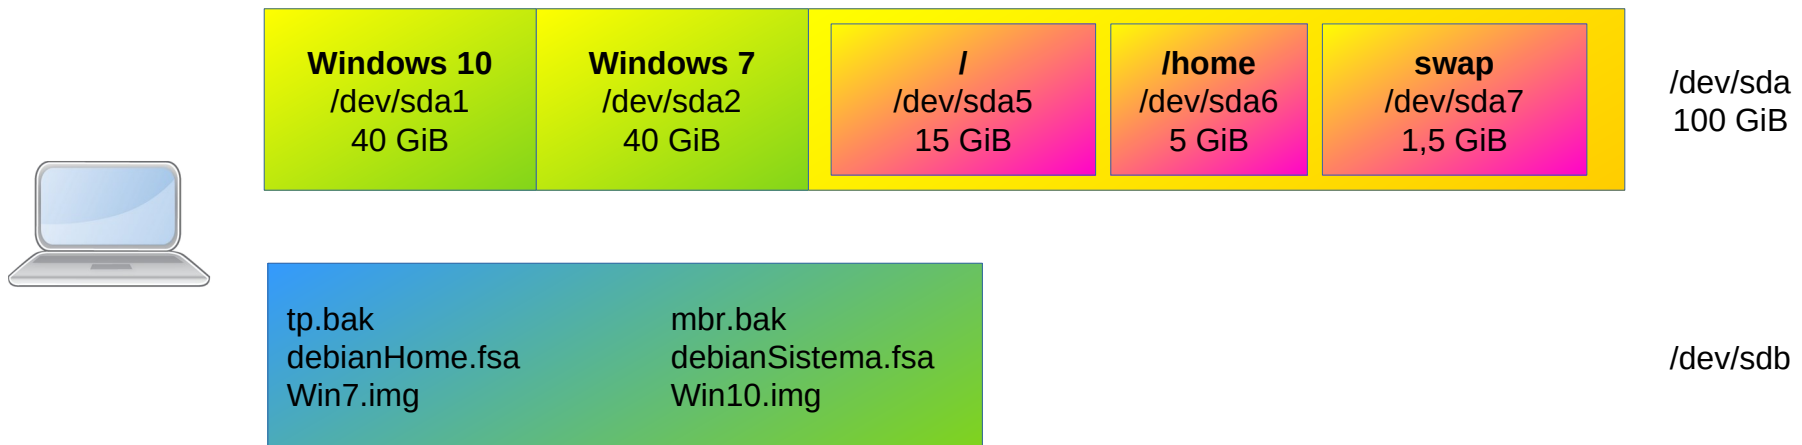 Windows 10
/dev/sda1
40 GiB
Windows 7
/dev/sda2
40 GiB
/
/dev/sda5
15 GiB
/home
/dev/sda6
5 GiB
swap
/dev/sda7
1,5 GiB
/dev/sda
100 GiB
tp.bak
debianHome.fsa
Win7.img
mbr.bak
debianSistema.fsa
Win10.img
/dev/sdb